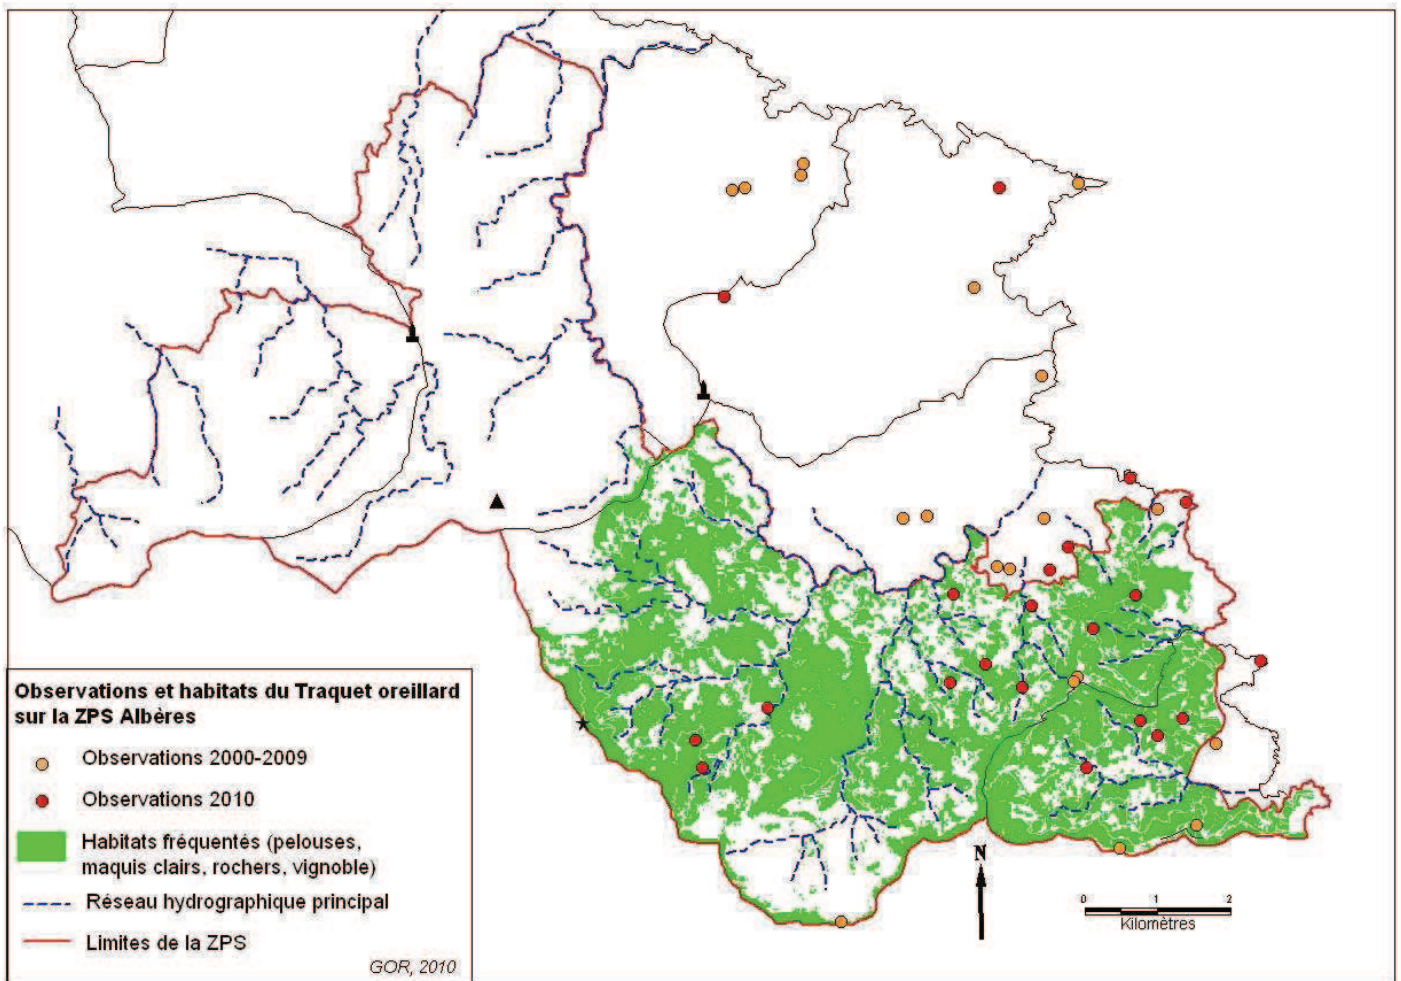 Observations et habitats du Traquet oreillard
sur la ZPS Albères
Observations 2000-2009
Observations 2010
Habitats fréquentés (pelouses,
maquis clairs, rochers, vignoble)
Réseau hydrographique principal
Limites de la ZPS
GOR, 2010
N
0 1 2
Kilomètres